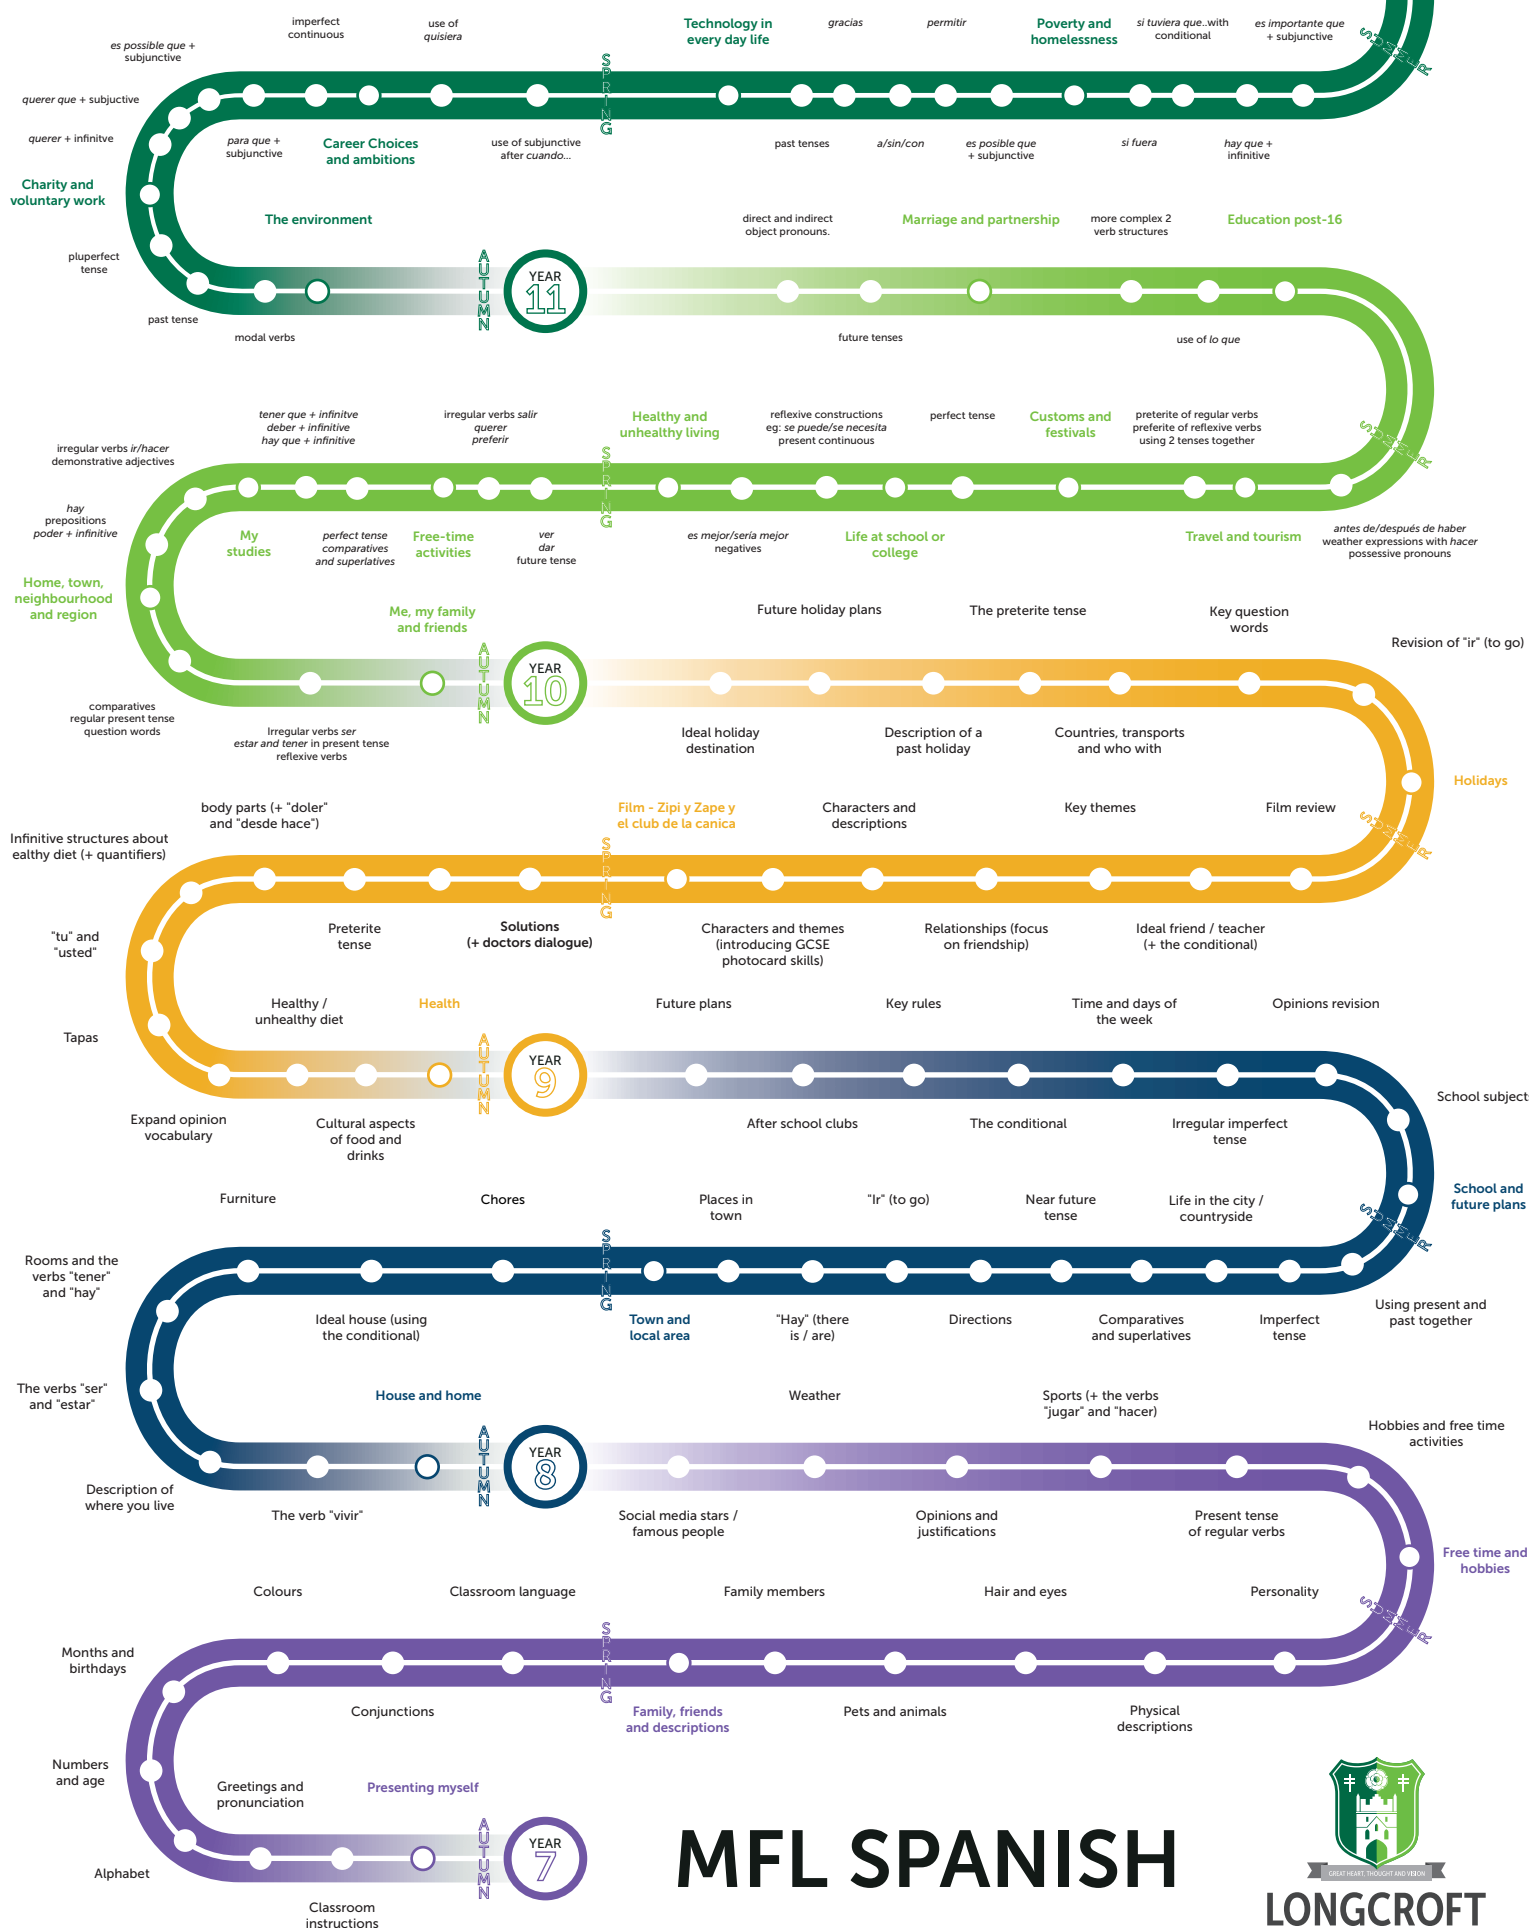 imperfect
continuous
use of
quisiera
Technology in
every day life
gracias
permitir
Poverty and
homelessness
si tuviera que..with
conditional
es importante que
+ subjunctive
SUMMER
es possible que +
subjunctive
SPRING
querer que + subjuctive
querer + infinitve
para que +
subjunctive
Career Choices
and ambitions
use of subjunctive
after cuando...
past tenses
a/sin/con
es posible que
+ subjunctive
si fuera
hay que +
infinitive
Charity and
voluntary work
The environment
direct and indirect
object pronouns.
Marriage and partnership
more complex 2
verb structures
Education post-16
pluperfect
tense
AUTUMN
YEAR
11
past tense
modal verbs
future tenses
use of lo que
tener que + infinitve
deber + infinitive
hay que + infinitive
irregular verbs salir
querer
preferir
Healthy and
unhealthy living
reflexive constructions
eg: se puede/se necesita
present continuous
perfect tense
Customs and
festivals
preterite of regular verbs
preferite of reflexive verbs
using 2 tenses together
SUMMER
irregular verbs ir/hacer
demonstrative adjectives
SPRING
hay
prepositions
poder + infinitive
My
studies
perfect tense
comparatives
and superlatives
Free-time
activities
ver
dar
future tense
es mejor/sería mejor
negatives
Life at school or
college
Travel and tourism
antes de/después de haber
weather expressions with hacer
possessive pronouns
Home, town,
neighbourhood
and region
Me, my family
and friends
Future holiday plans
The preterite tense
Key question
words
Revision of "ir" (to go)
AUTUMN
YEAR
10
comparatives
regular present tense
question words
Irregular verbs ser
estar and tener in present tense
reflexive verbs
Ideal holiday
destination
Description of a
past holiday
Countries, transports
and who with
Holidays
body parts (+ "doler"
and "desde hace")
Film - Zipi y Zape y
el club de la canica
Characters and
descriptions
Key themes
Film review
SUMMER
Infinitive structures about
ealthy diet (+ quantifiers)
SPRING
"tu" and
"usted"
Preterite
tense
Solutions
(+ doctors dialogue)
Characters and themes
(introducing GCSE
photocard skills)
Relationships (focus
on friendship)
Ideal friend / teacher
(+ the conditional)
Tapas
Healthy /
unhealthy diet
Health
Future plans
Key rules
Time and days of
the week
Opinions revision
AUTUMN
YEAR
9
School subject
Expand opinion
vocabulary
Cultural aspects
of food and
drinks
After school clubs
The conditional
Irregular imperfect
tense
School and
future plans
Furniture
Chores
Places in
town
"Ir" (to go)
Near future
tense
Life in the city /
countryside
SUMMER
Rooms and the
verbs "tener"
and "hay"
SPRING
Ideal house (using
the conditional)
Town and
local area
"Hay" (there
is / are)
Directions
Comparatives
and superlatives
Imperfect
tense
Using present and
past together
The verbs "ser"
and "estar"
House and home
Weather
Sports (+ the verbs
"jugar" and "hacer)
Hobbies and free time
activities
AUTUMN
YEAR
8
Description of
where you live
The verb "vivir"
Social media stars /
famous people
Opinions and
justifications
Present tense
of regular verbs
Free time and
hobbies
Colours
Classroom language
Family members
Hair and eyes
Personality
SUMMER
Months and
birthdays
SPRING
Conjunctions
Family, friends
and descriptions
Pets and animals
Physical
descriptions
Numbers
and age
Greetings and
pronunciation
Presenting myself
AUTUMN
YEAR
7
Alphabet
Classroom
instructions
MFL SPANISH
GREAT HEART, THOUGHT AND VISION
LONGCROFT